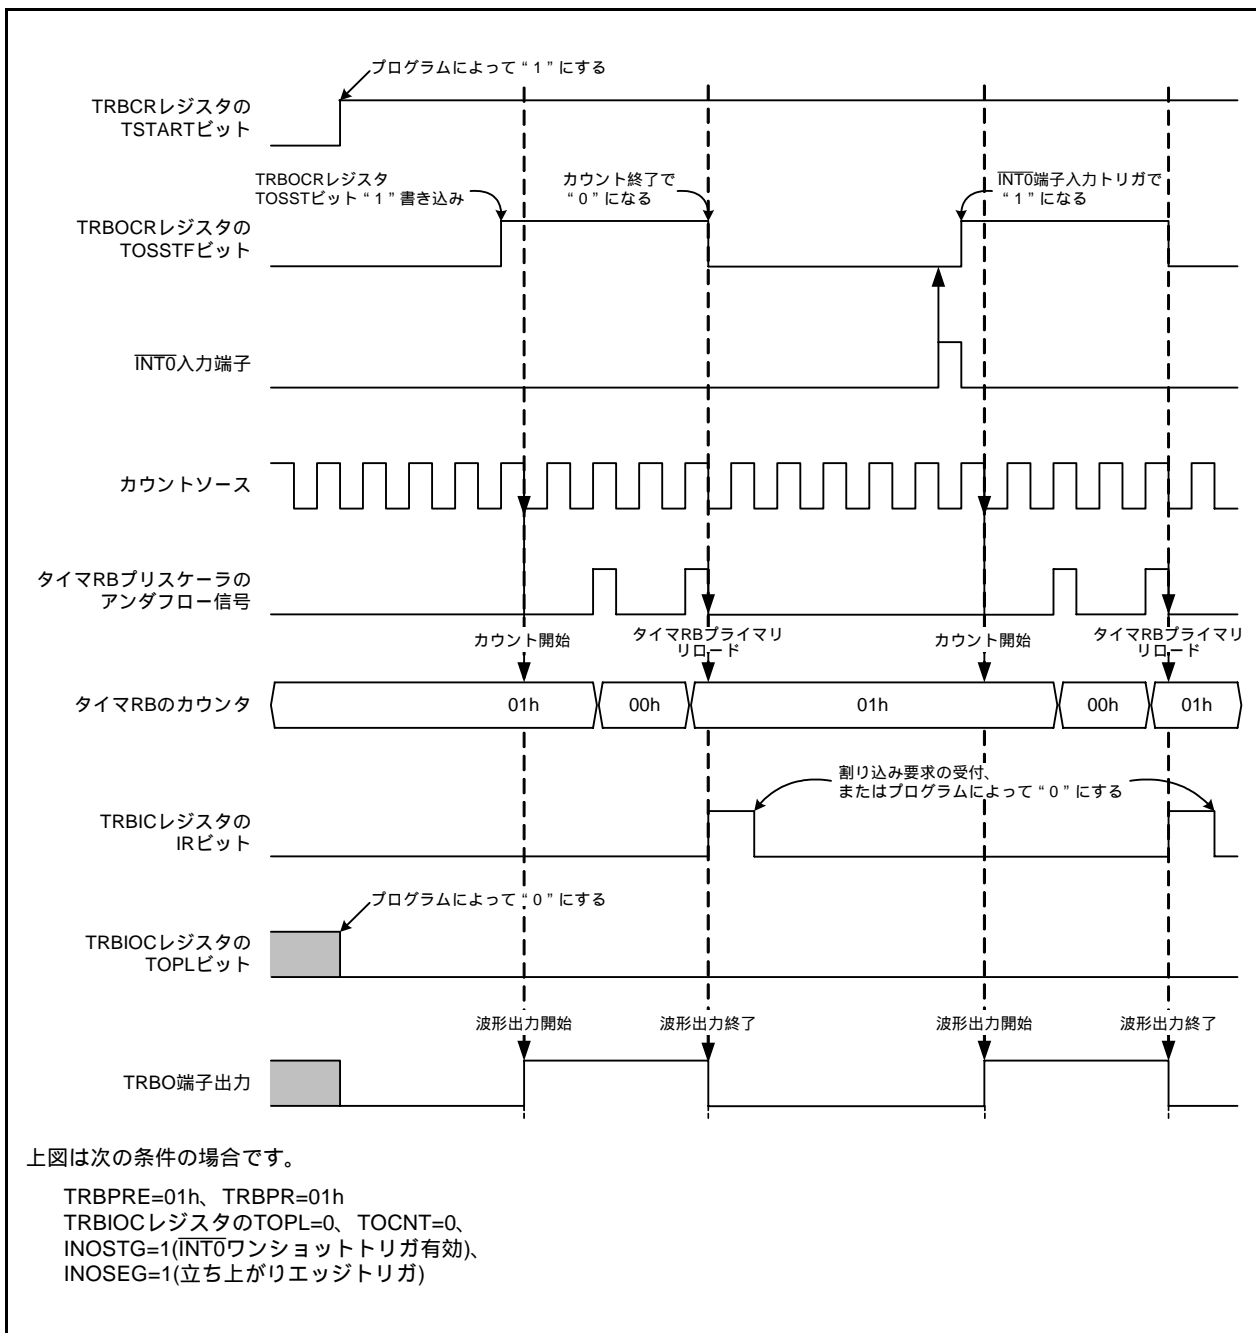 プログラムによって“1”にする
TRBCRレジスタの
TSTARTビット
TRBOCRレジスタ
TOSSTビット“1”書き込み
カウント終了で
“0”になる
INT0端子入力トリガで
“1”になる
TRBOCRレジスタの
TOSSTFビット
INT0入力端子
カウントソース
タイマRBプリスケーラの
アンダフロー信号
カウント開始
タイマRBプライマリ
リロード
カウント開始
タイマRBプライマリ
リロード
タイマRBのカウンタ
01h
00h
01h
00h
01h
割り込み要求の受付、
またはプログラムによって“0”にする
TRBICレジスタの
IRビット
プログラムによって“0”にする
TRBIOCレジスタの
TOPLビット
波形出力開始
波形出力終了
波形出力開始
波形出力終了
TRBO端子出力
上図は次の条件の場合です。
TRBPRE=01h、TRBPR=01h
TRBIOCレジスタのTOPL=0、TOCNT=0、
INOSTG=1(INT0ワンショットトリガ有効)、
INOSEG=1(立ち上がりエッジトリガ)